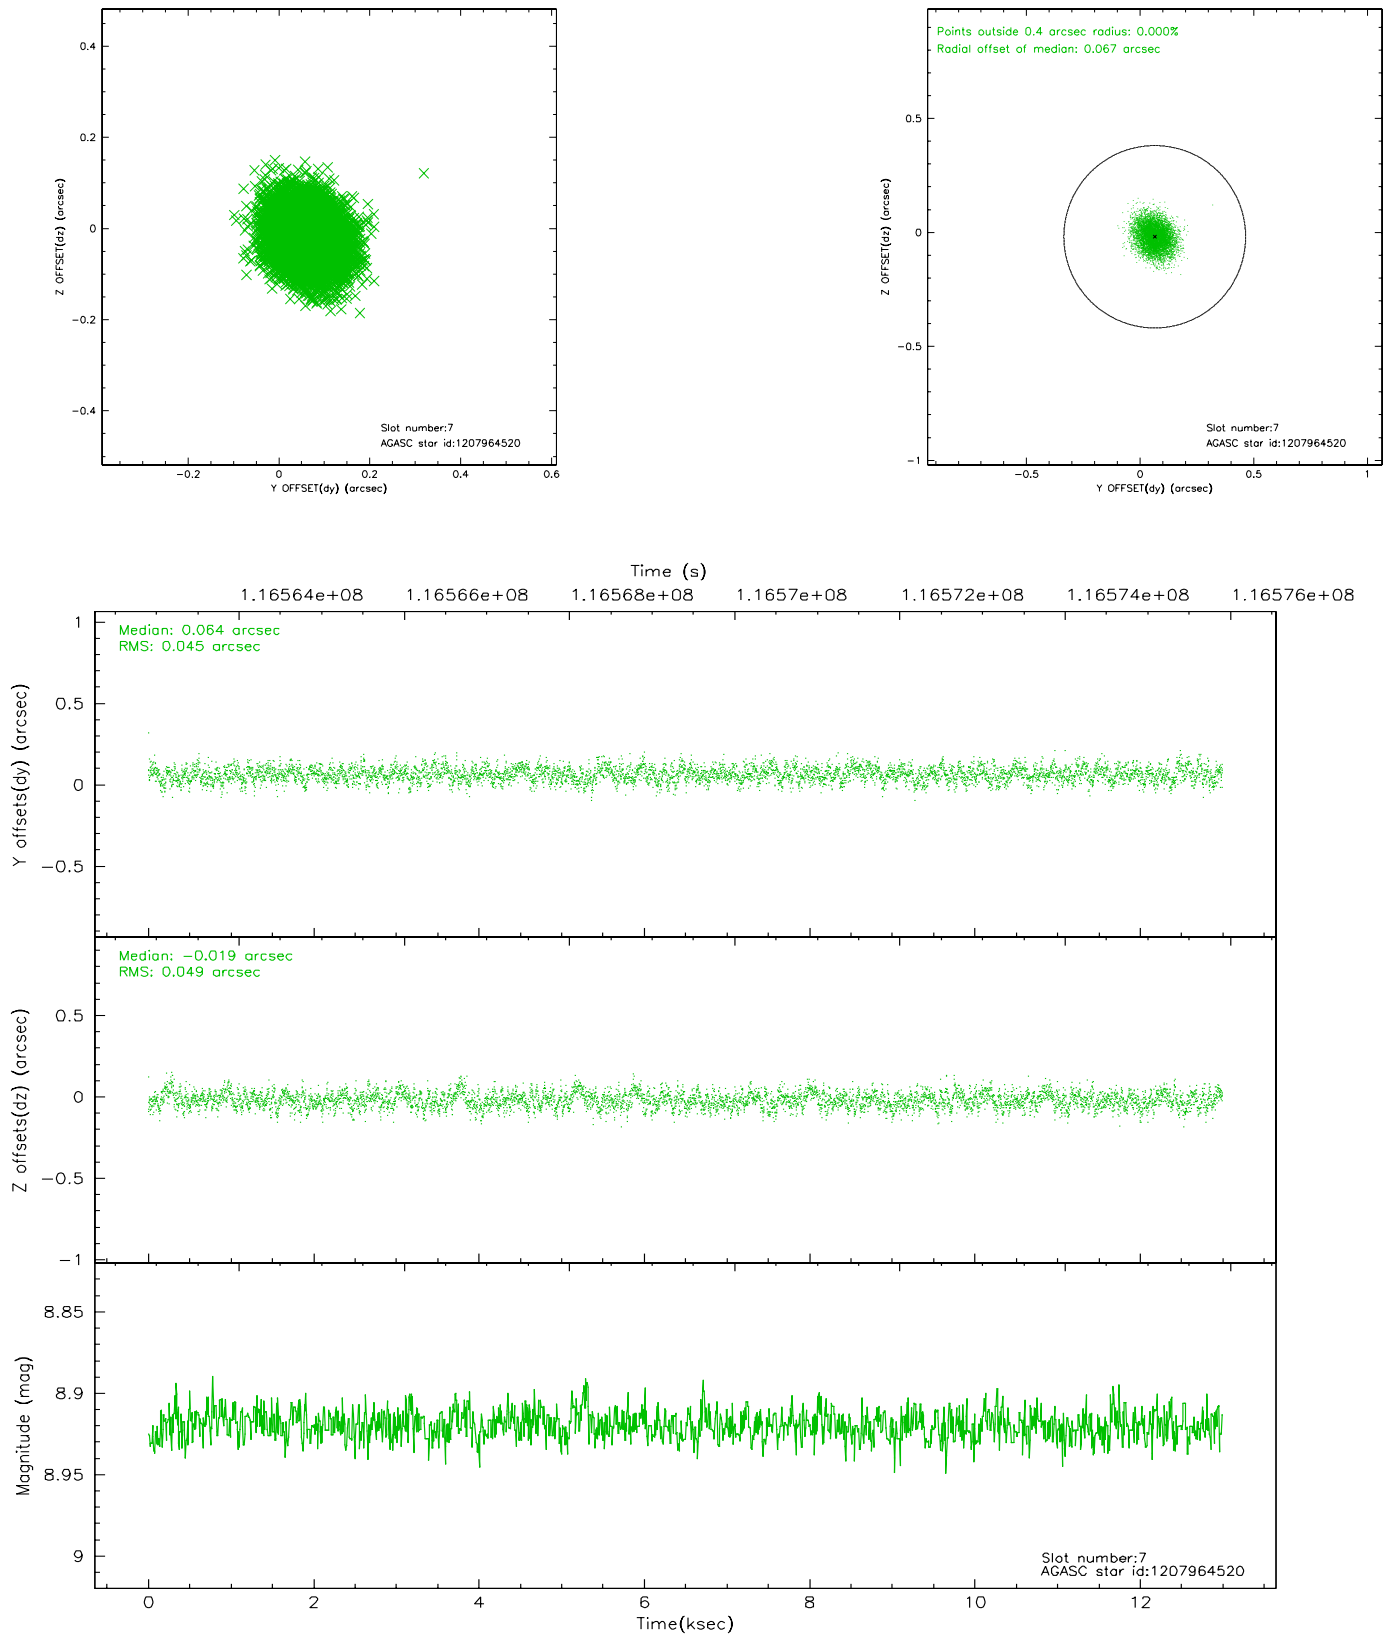 0.4
0.2
0
−0.2
−0.4
Z OFFSET(dz) (arcsec)
Slot number:7
AGASC star id:1207964520
−0.2 0 0.2 0.4 0.6
Y OFFSET(dy) (arcsec)
Points outside 0.4 arcsec radius: 0.000%
Radial offset of median: 0.067 arcsec
0.5
0
−0.5
−1
Z OFFSET(dz) (arcsec)
Slot number:7
AGASC star id:1207964520
−0.5 0 0.5 1
Y OFFSET(dy) (arcsec)
Time (s)
1.16564e+08 1.16566e+08 1.16568e+08 1.1657e+08 1.16572e+08 1.16574e+08 1.16576e+08
Median: 0.064 arcsec
RMS: 0.045 arcsec
1
0.5
0
−0.5
Y offsets(dy) (arcsec)
Median: −0.019 arcsec
RMS: 0.049 arcsec
0.5
0
−0.5
−1
Z offsets(dz) (arcsec)
8.85
8.9
8.95
9
Magnitude (mag)
Slot number:7
AGASC star id:1207964520
0 2 4 6 8 10 12
Time(ksec)